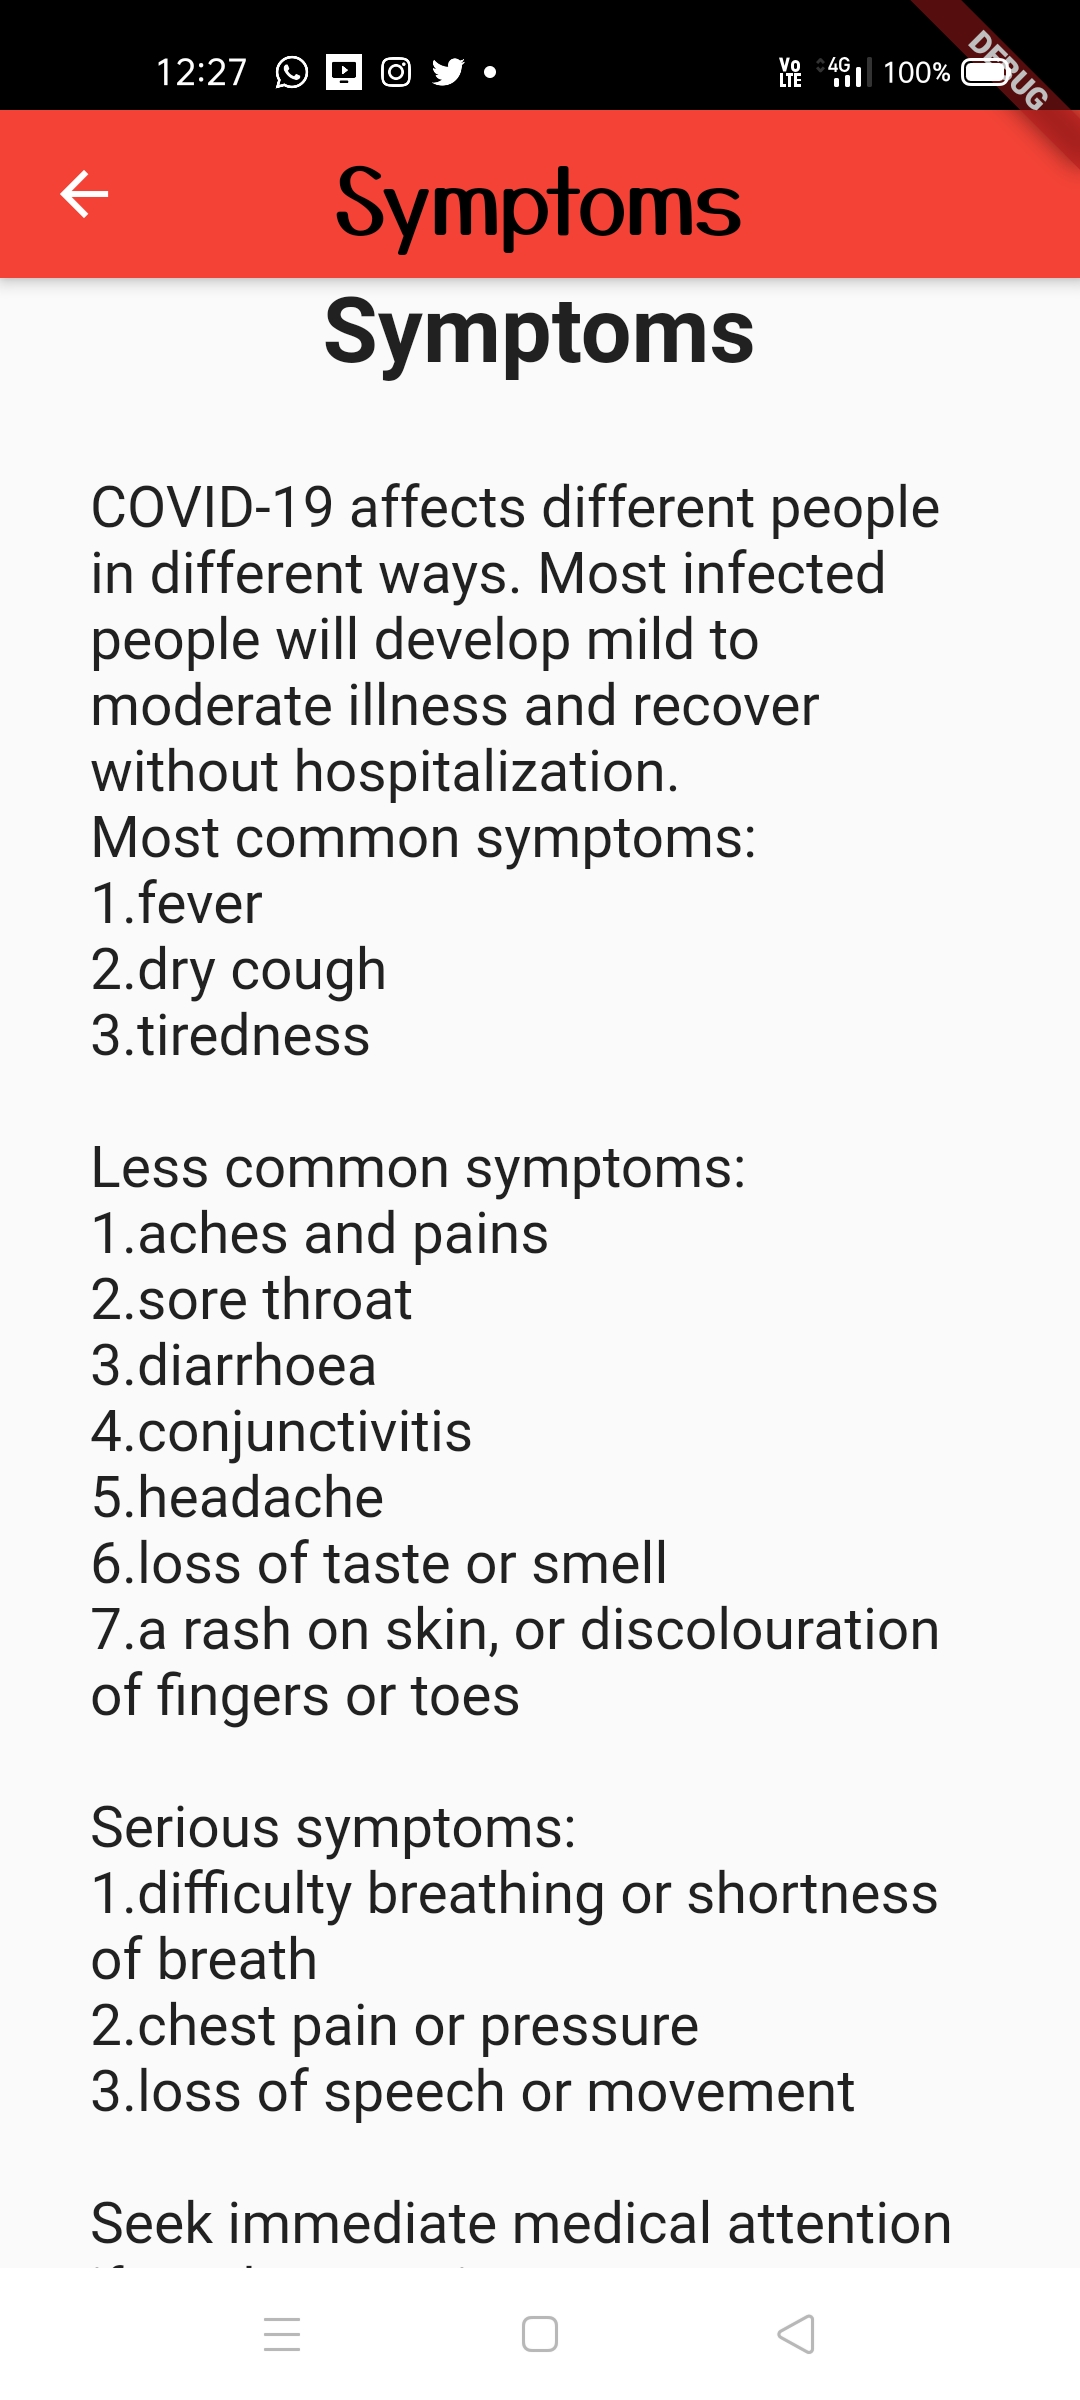 12:27
Vo
LTE
4G
100%
DEBUG
Symptoms
Symptoms
COVID-19 affects different people
in different ways. Most infected
people will develop mild to
moderate illness and recover
without hospitalization.
Most common symptoms:
1.fever
2.dry cough
3.tiredness
Less common symptoms:
1.aches and pains
2.sore throat
3.diarrhoea
4.conjunctivitis
5.headache
6.loss of taste or smell
7.a rash on skin, or discolouration
of fingers or toes
Serious symptoms:
1.difficulty breathing or shortness
of breath
2.chest pain or pressure
3.loss of speech or movement
Seek immediate medical attention